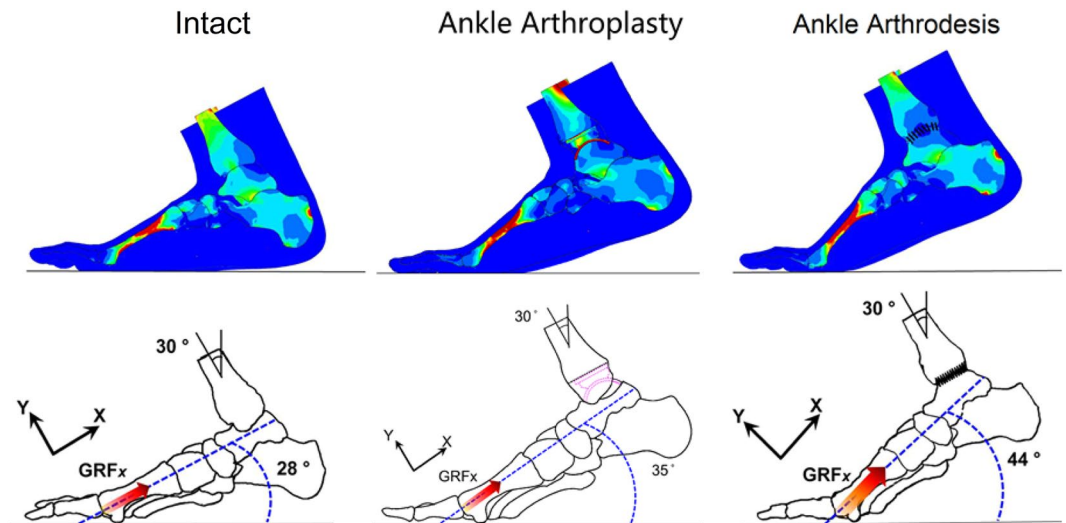 Intact
Ankle Arthroplasty
Ankle Arthrodesis
30 °
Y
X
GRFx
28 °
30°
Y
X
GRFx
35°
30 °
Y
X
GRFx
44 °